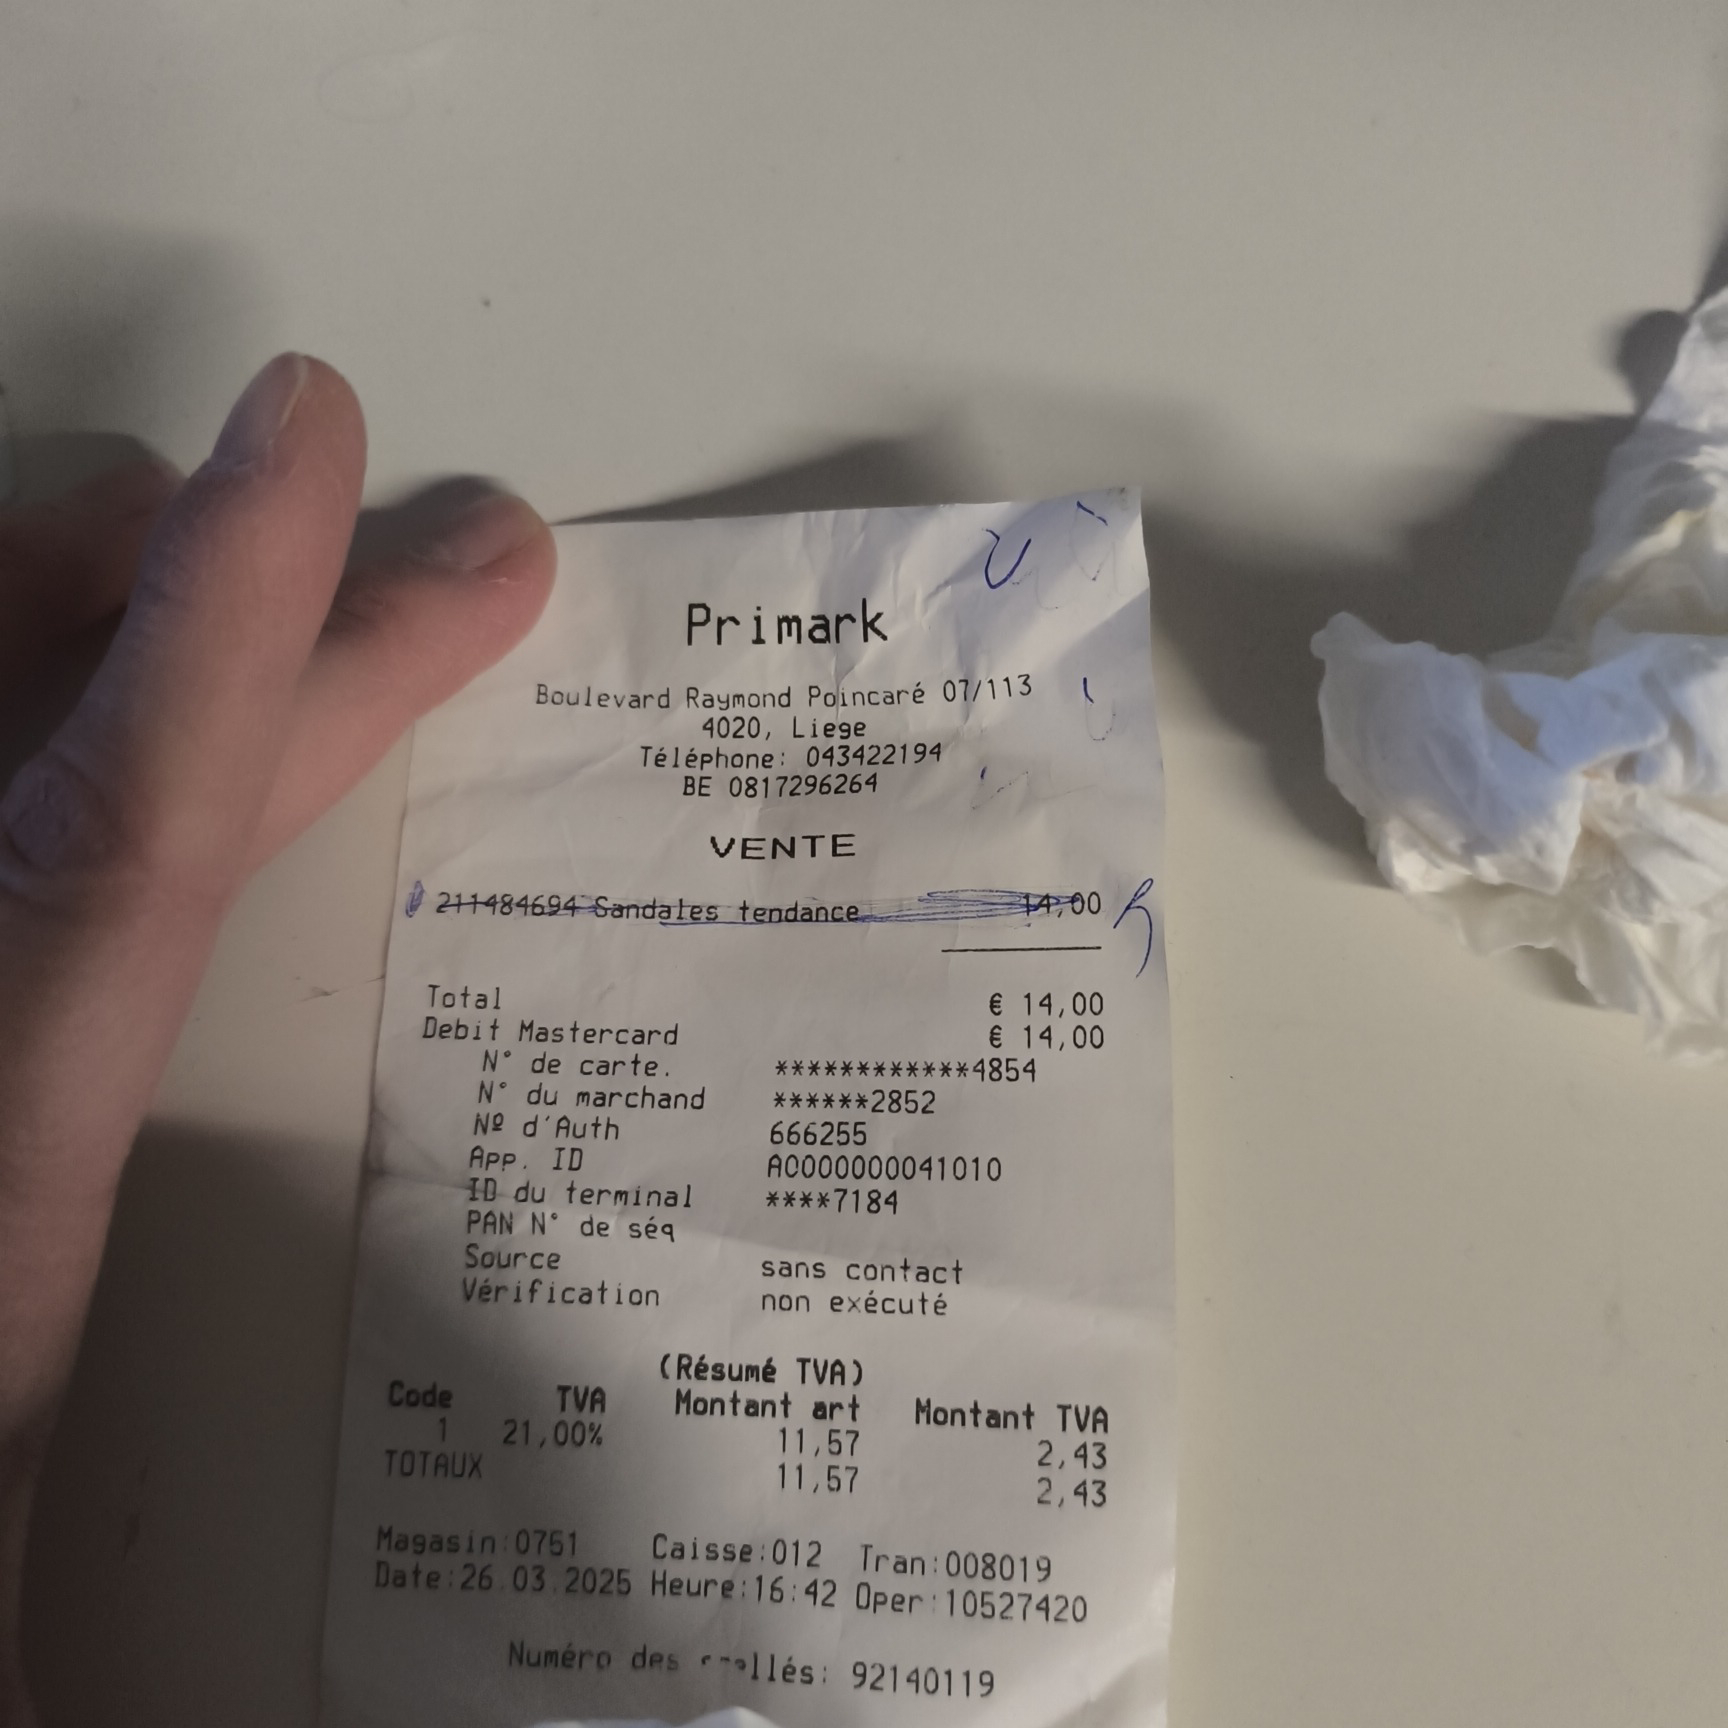 Primark
Boulevard Raymond Poincaré 07/113
4020, Liege
Téléphone: 043422194
BE 0817296264
VENTE
211484694 Sandales tendance 14,00
Total € 14,00
Debit Mastercard € 14,00
N° de carte. ************4854
N° du marchand ******2852
Nº d'Auth 666255
App. ID A0000000041010
ID du terminal ****7184
PAN N° de séq
Source sans contact
Vérification non exécuté
(Résumé TVA)
Code TVA Montant art Montant TVA
1 21,00% 11,57 2,43
TOTAUX 11,57 2,43
Magasin:0751 Caisse:012 Tran:008019
Date:26.03.2025 Heure:16:42 Oper:10527420
Numéro des 92140119